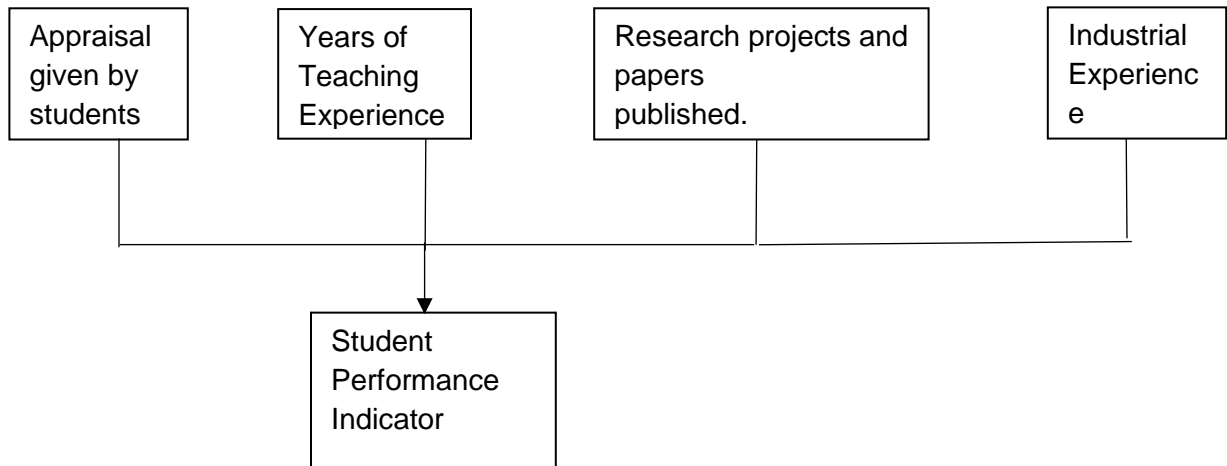 Appraisal
given by
students
Years of
Teaching
Experience
Research projects and
papers
published.
Industrial
Experienc
e
Student
Performance
Indicator